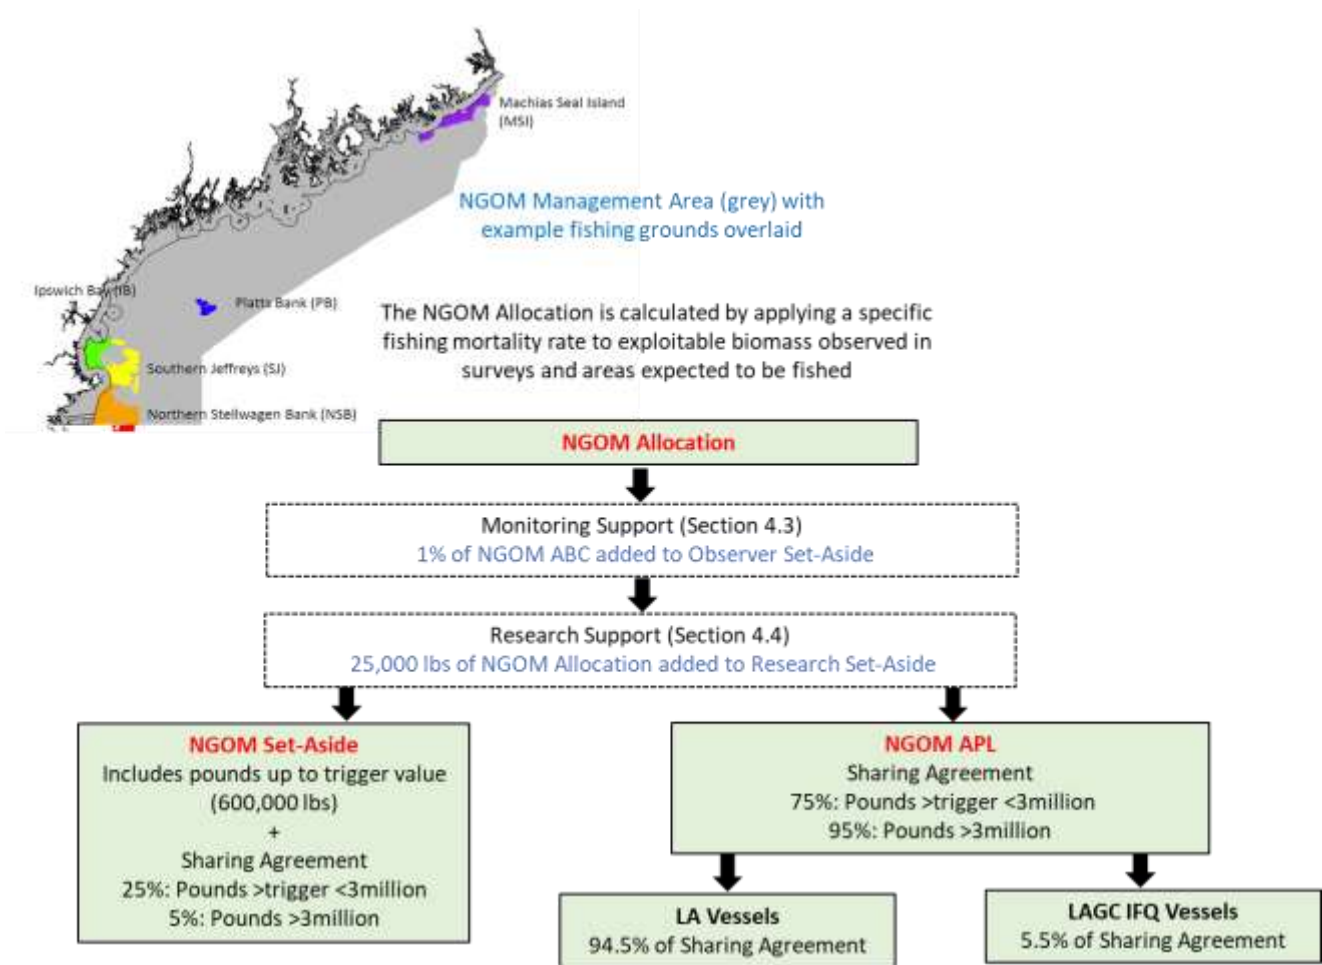 Machias Seal Island
(MSI)
NGOM Management Area (grey) with
example fishing grounds overlaid
Ipswich Bay (IB)
Platts Bank (PB)
The NGOM Allocation is calculated by applying a specific
fishing mortality rate to exploitable biomass observed in
surveys and areas expected to be fished
Southern Jeffreys (SJ)
Northern Stellwagen Bank (NSB)
NGOM Allocation
Monitoring Support (Section 4.3)
1% of NGOM ABC added to Observer Set-Aside
Research Support (Section 4.4)
25,000 lbs of NGOM Allocation added to Research Set-Aside
NGOM Set-Aside
Includes pounds up to trigger value
(600,000 lbs)
+
Sharing Agreement
25%: Pounds >trigger <3million
5%: Pounds >3million
NGOM APL
Sharing Agreement
75%: Pounds >trigger <3million
95%: Pounds >3million
LA Vessels
94.5% of Sharing Agreement
LAGC IFQ Vessels
5.5% of Sharing Agreement